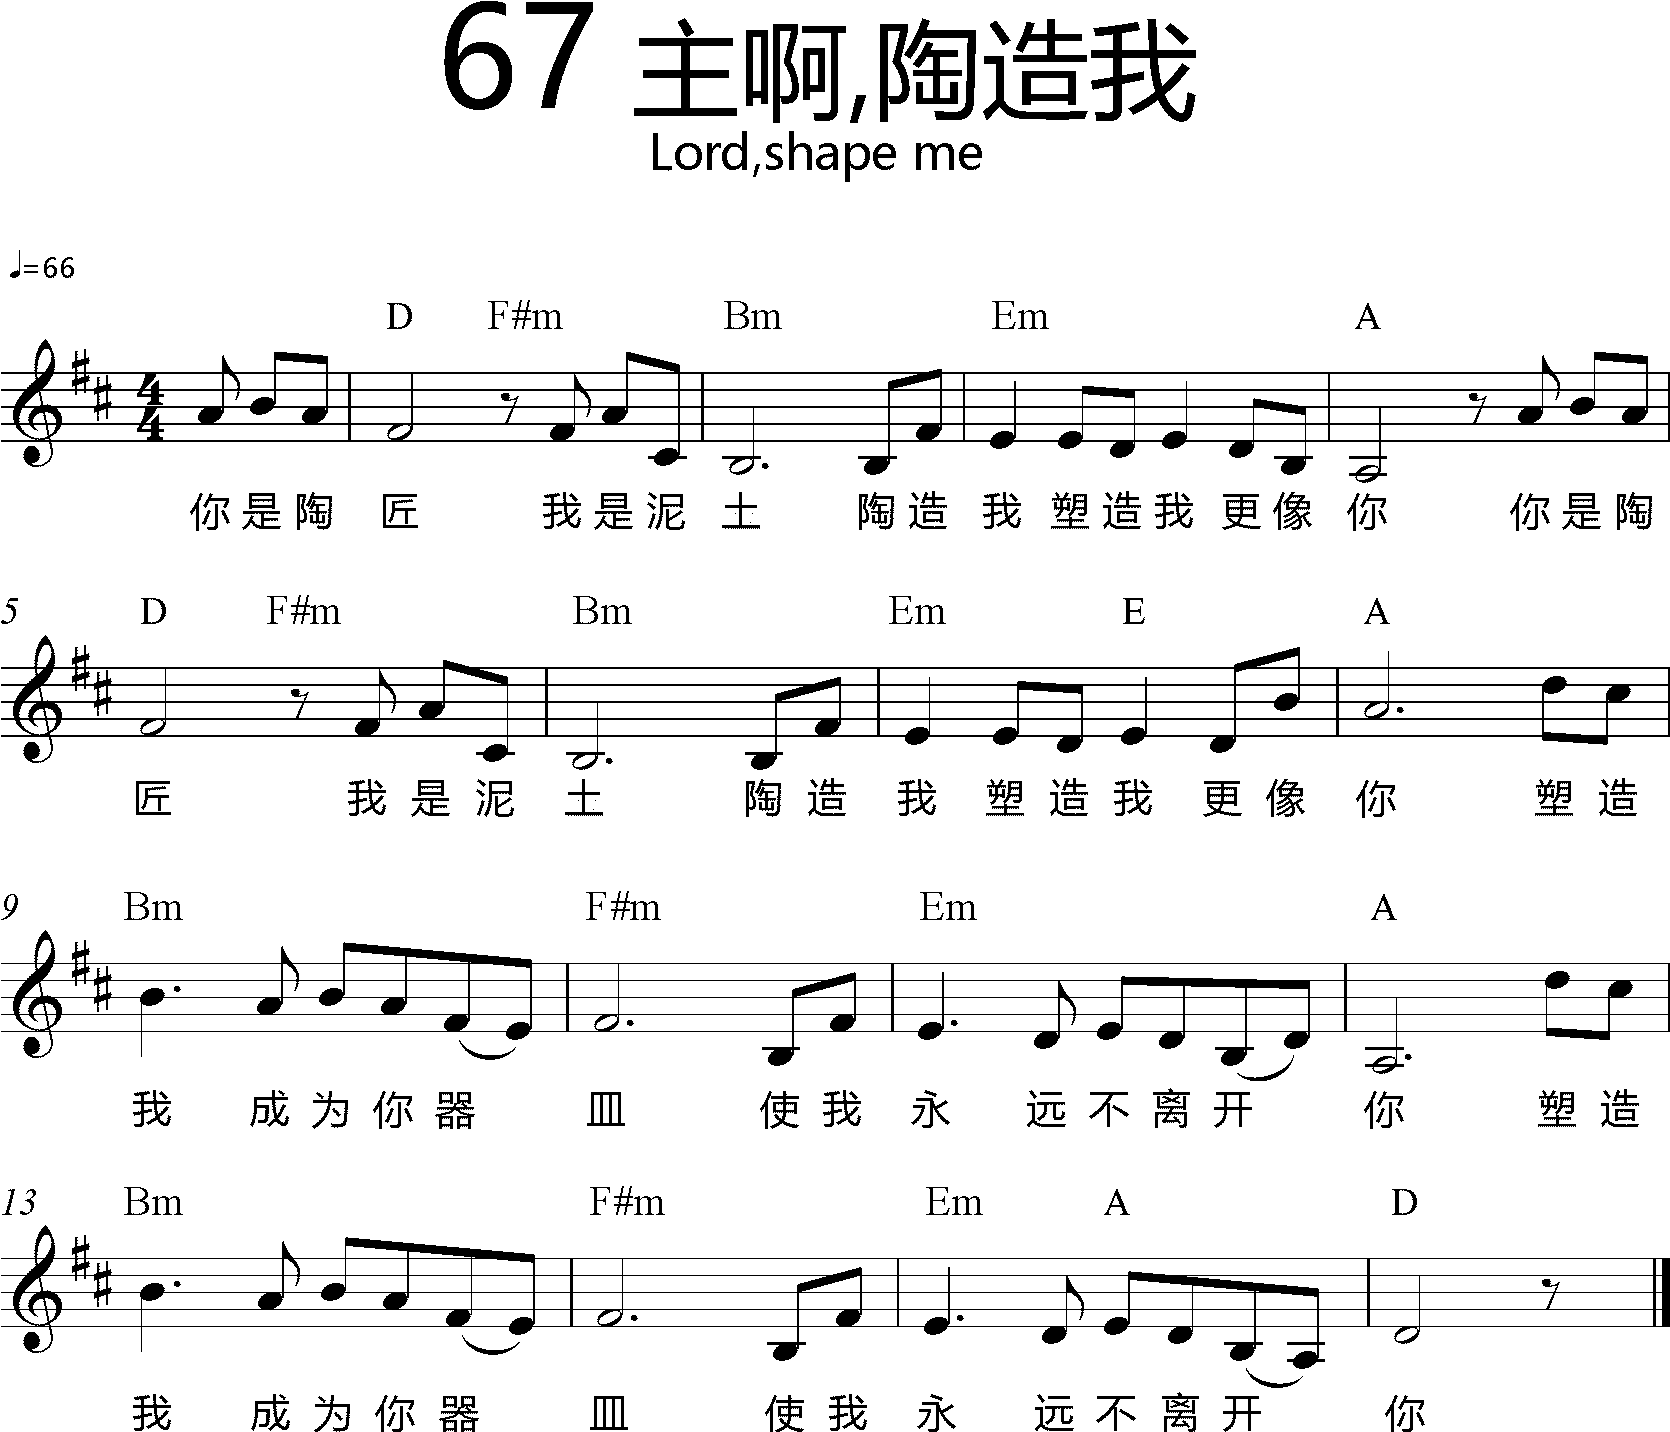 67 主啊,陶造我
Lord,shape me
♩=66
D F#m Bm Em A
4
4
你是陶 匠 我是泥 土 陶造 我 塑造我 更像 你 你是陶
5 D F#m Bm Em E A
匠 我是泥 土 陶造 我 塑造我 更像 你 塑造
9 Bm F#m Em A
我 成为你器 皿 使我 永 远不离开 你 塑造
13 Bm F#m Em A D
我 成为你器 皿 使我 永 远不离开 你